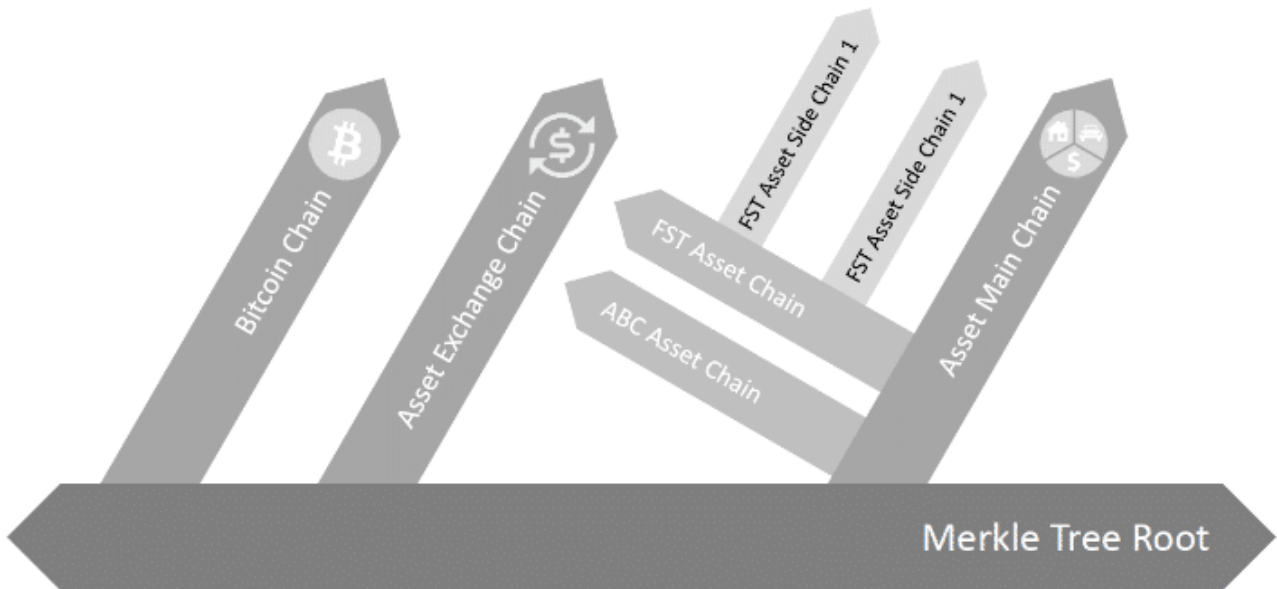 Bitcoin Chain
Asset Exchange Chain
FST Asset Side Chain 1
FST Asset Side Chain 1
FST Asset Chain
ABC Asset Chain
Asset Main Chain
Merkle Tree Root